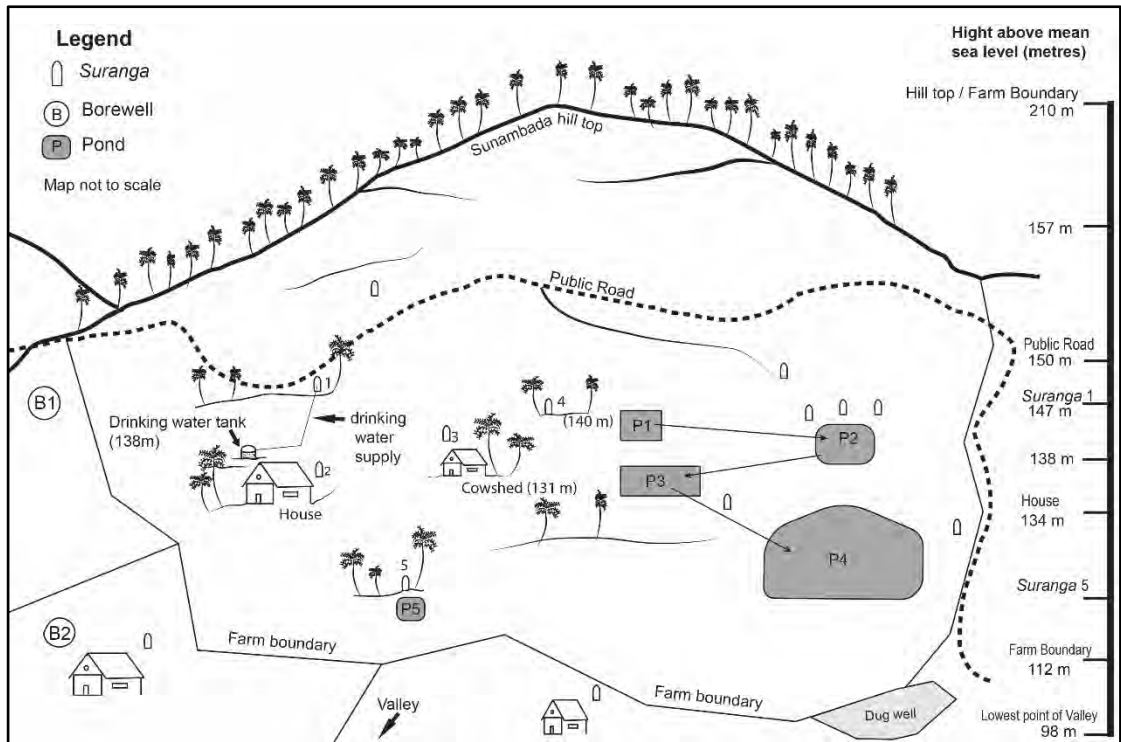 Legend
Suranga
B Borewell
P Pond
Map not to scale
Hight above mean
sea level (metres)
Hill top / Farm Boundary
210 m
157 m
Public Road
150 m
Suranga 1
147 m
138 m
House
134 m
Suranga 5
Farm Boundary
112 m
Lowest point of Valley
98 m
Sunambada hill top
Public Road
B1
1
Drinking water tank
(138m)
drinking
water
supply
2
House
3
4
(140 m)
Cowshed (131 m)
P1
P2
P3
P4
5
P5
B2
Farm boundary
Valley
Farm boundary
Dug well